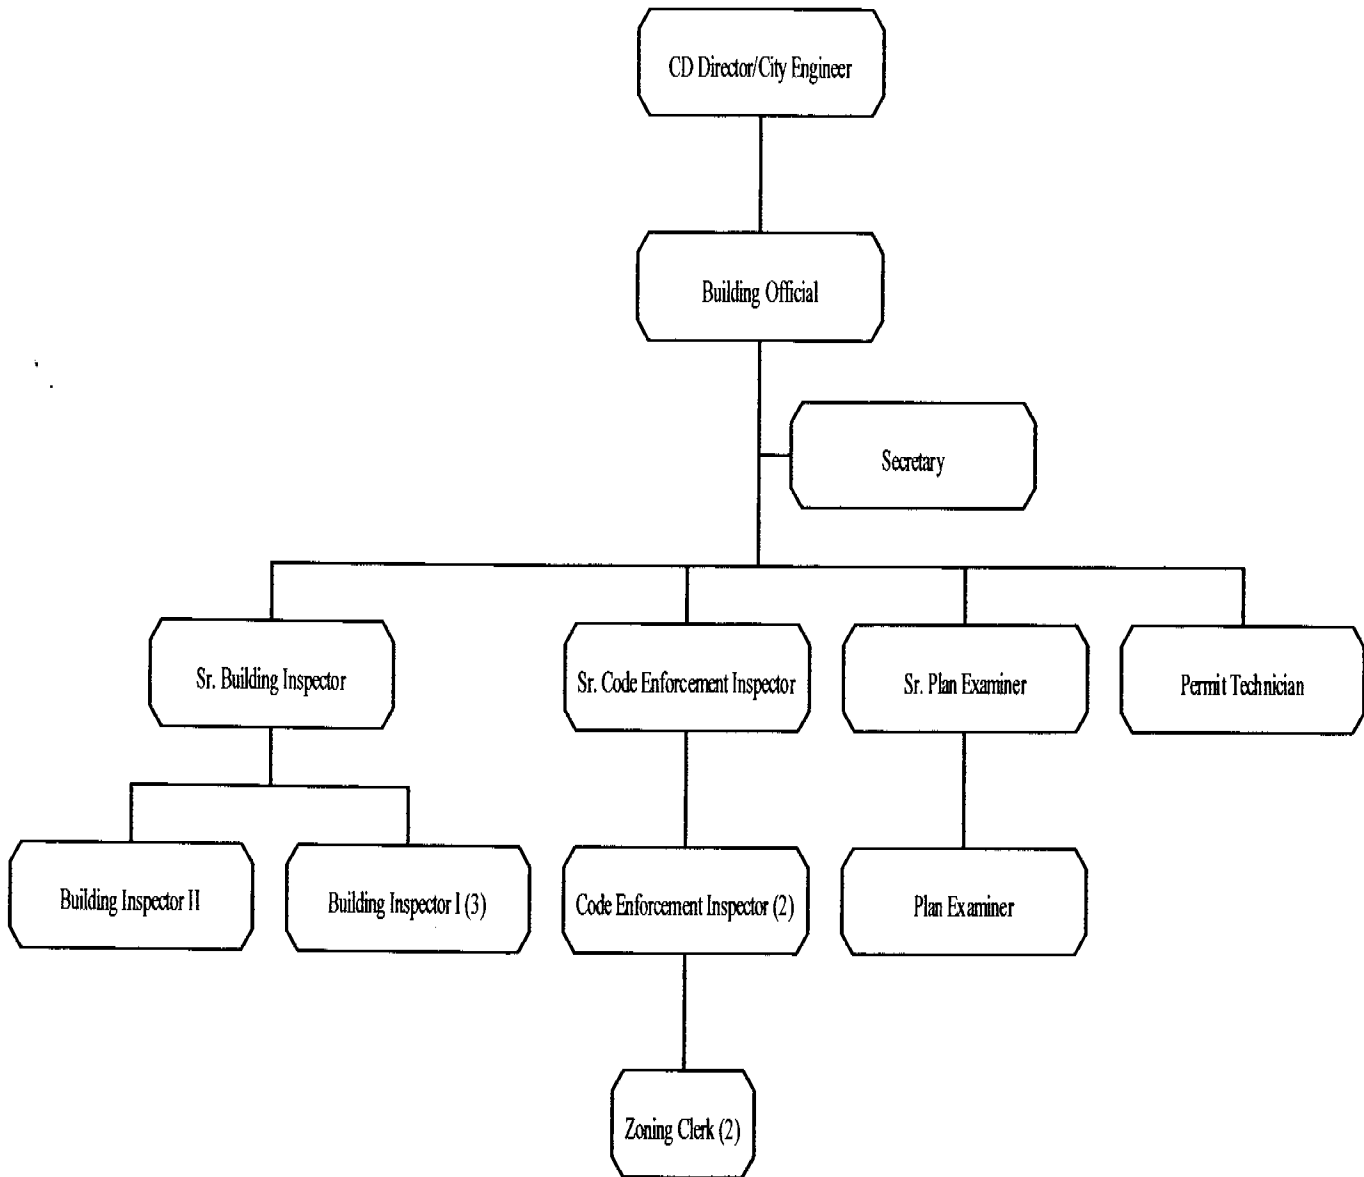 CD Director/City Engineer
Building Official
Secretary
Sr. Building Inspector
Sr. Code Enforcement Inspector
Sr. Plan Examiner
Permit Technician
Building Inspector II
Building Inspector I (3)
Code Enforcement Inspector (2)
Plan Examiner
Zoning Clerk (2)